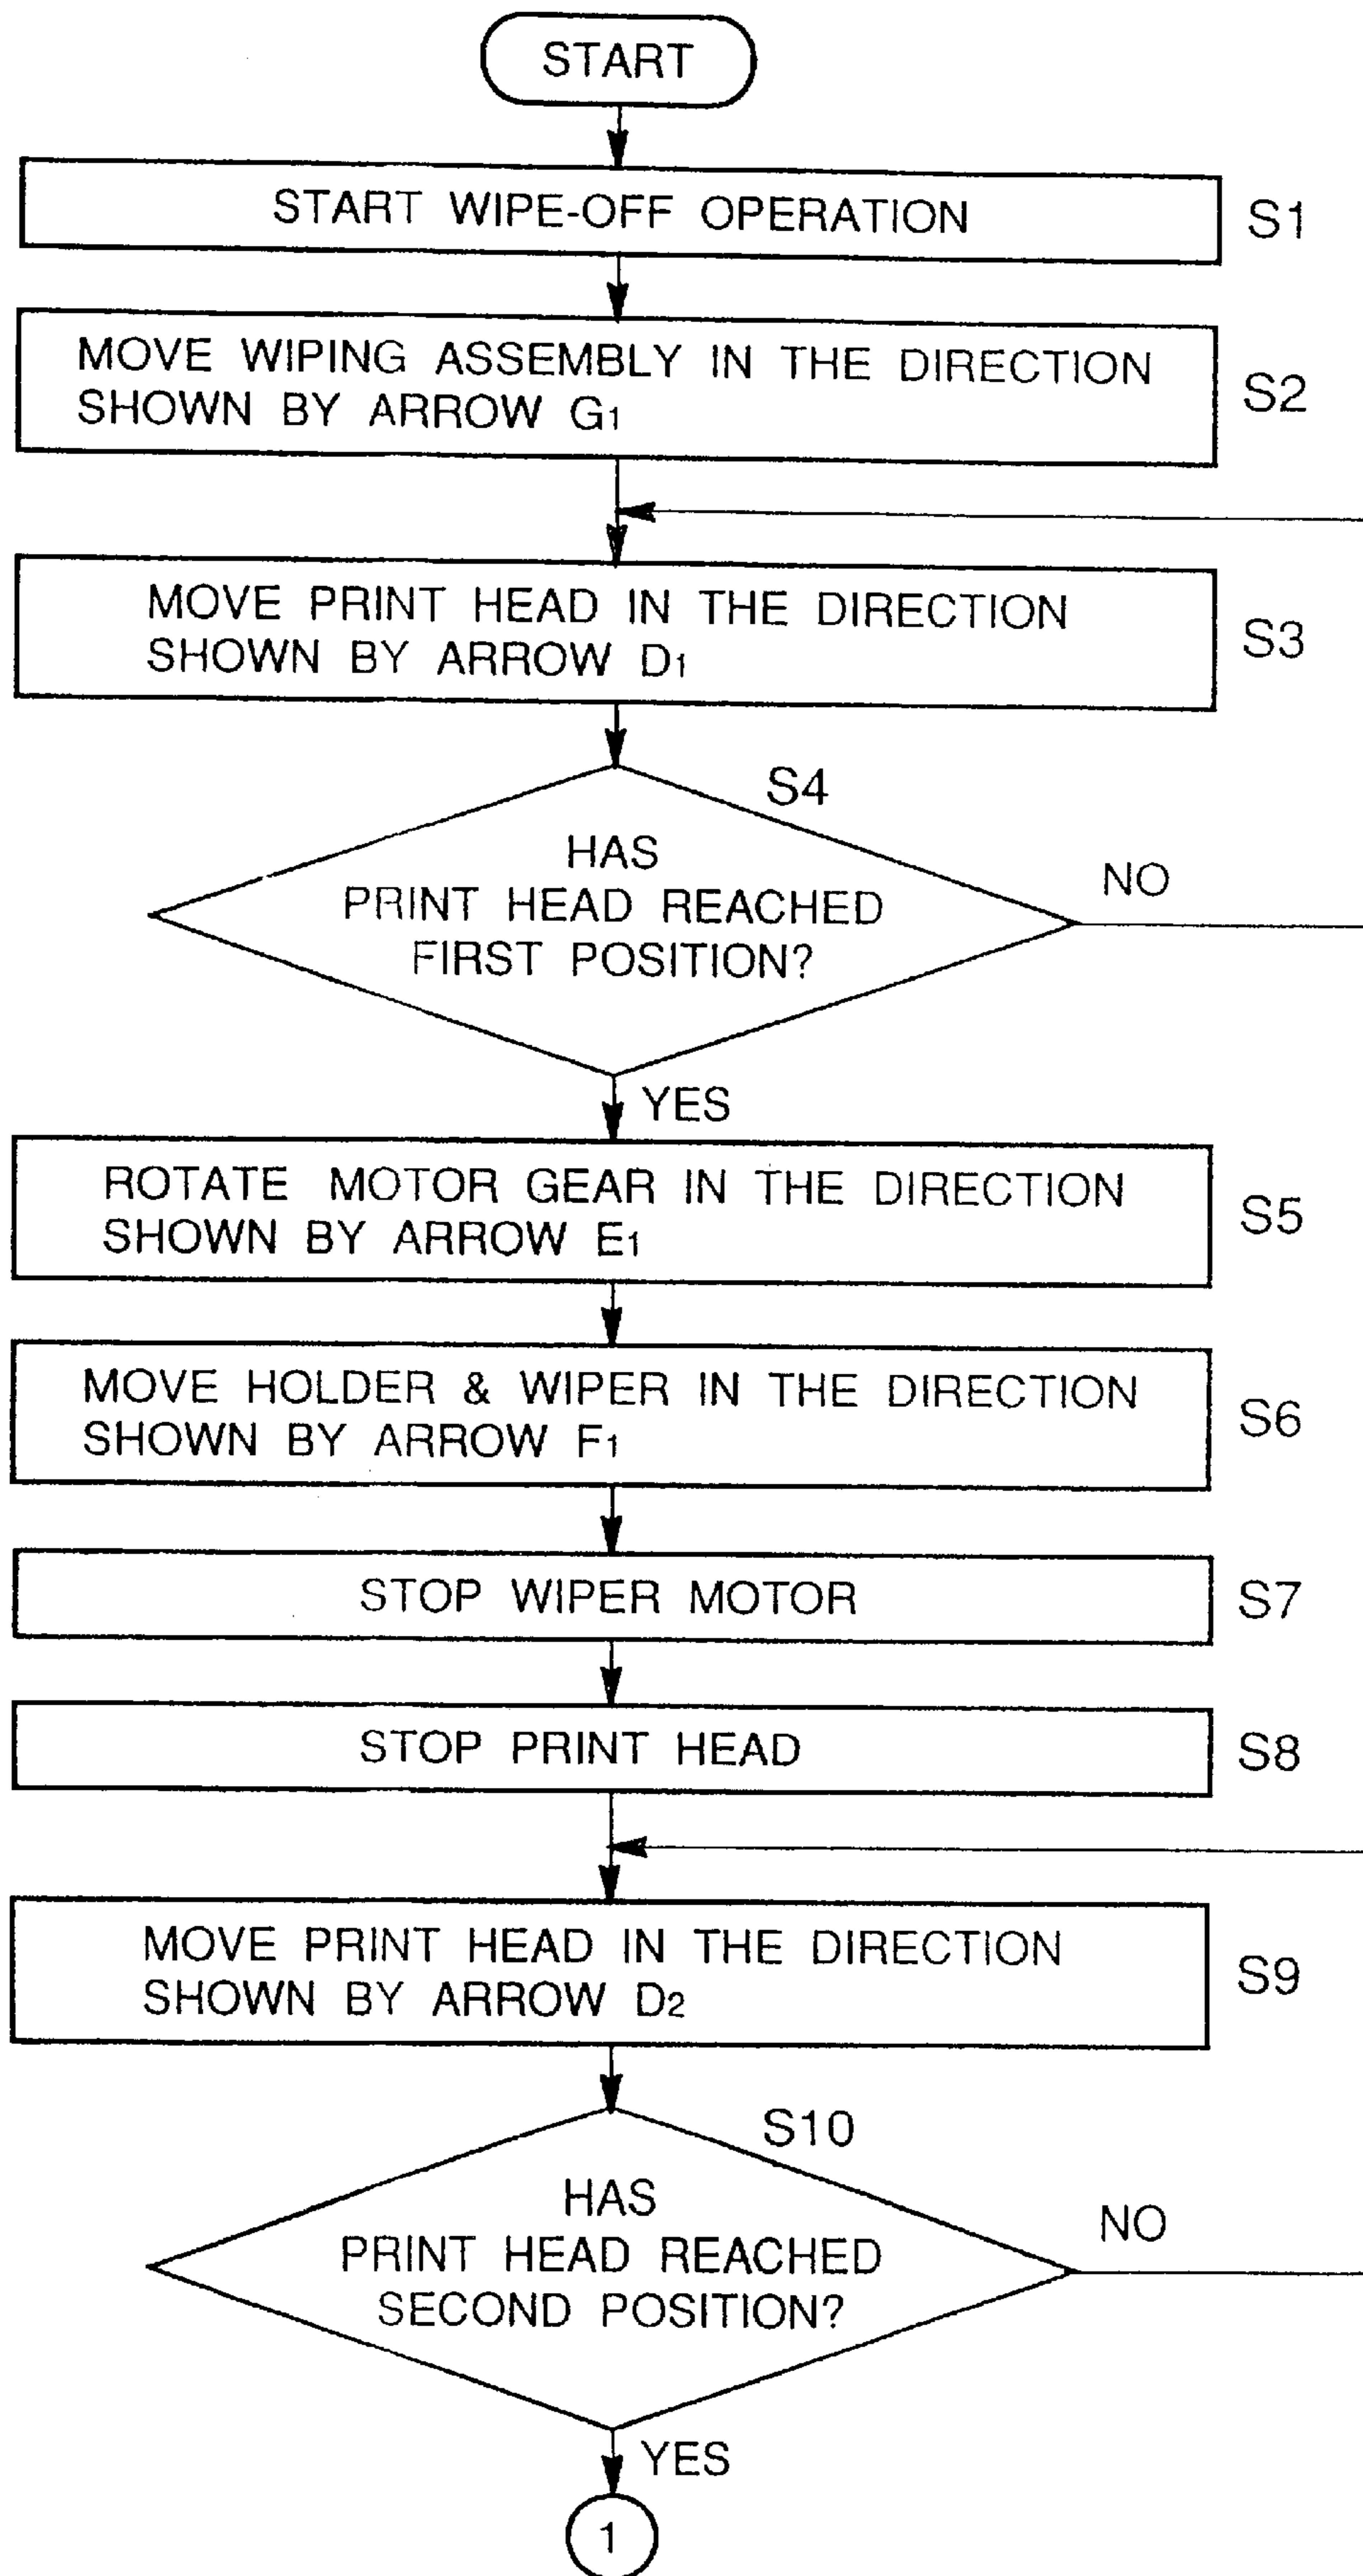 START
START WIPE-OFF OPERATION
S1
MOVE WIPING ASSEMBLY IN THE DIRECTION
SHOWN BY ARROW G1
S2
MOVE PRINT HEAD IN THE DIRECTION
SHOWN BY ARROW D1
S3
S4
HAS
PRINT HEAD REACHED
FIRST POSITION?
NO
YES
ROTATE MOTOR GEAR IN THE DIRECTION
SHOWN BY ARROW E1
S5
MOVE HOLDER & WIPER IN THE DIRECTION
SHOWN BY ARROW F1
S6
STOP WIPER MOTOR
S7
STOP PRINT HEAD
S8
MOVE PRINT HEAD IN THE DIRECTION
SHOWN BY ARROW D2
S9
S10
HAS
PRINT HEAD REACHED
SECOND POSITION?
NO
YES
1